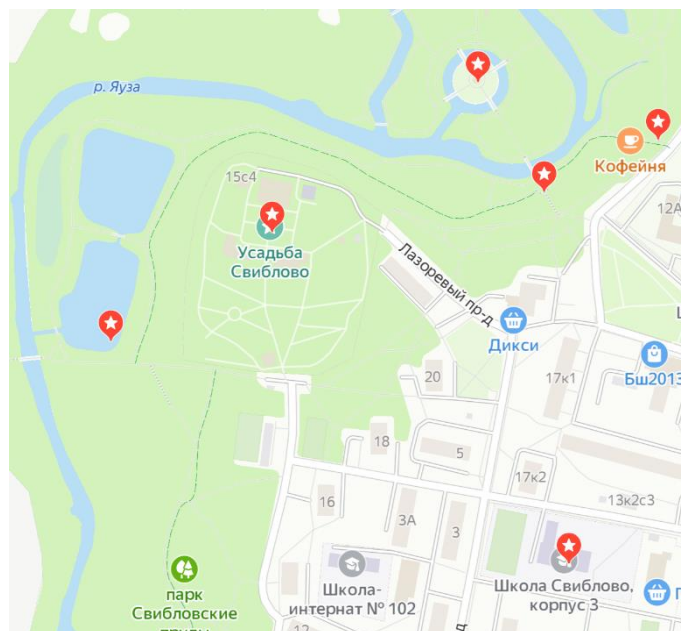 р. Яуза
Кофейня
15с4
12А
Усадьба
Свиблово
Лазоревый пр-д
Дикси
Бш2013
20
17к1
18
5
17к2
16
3А
3
13к2с3
Школа-
интернат № 102
Школа Свиблово,
корпус 3
парк
Свибловские
пруды
12